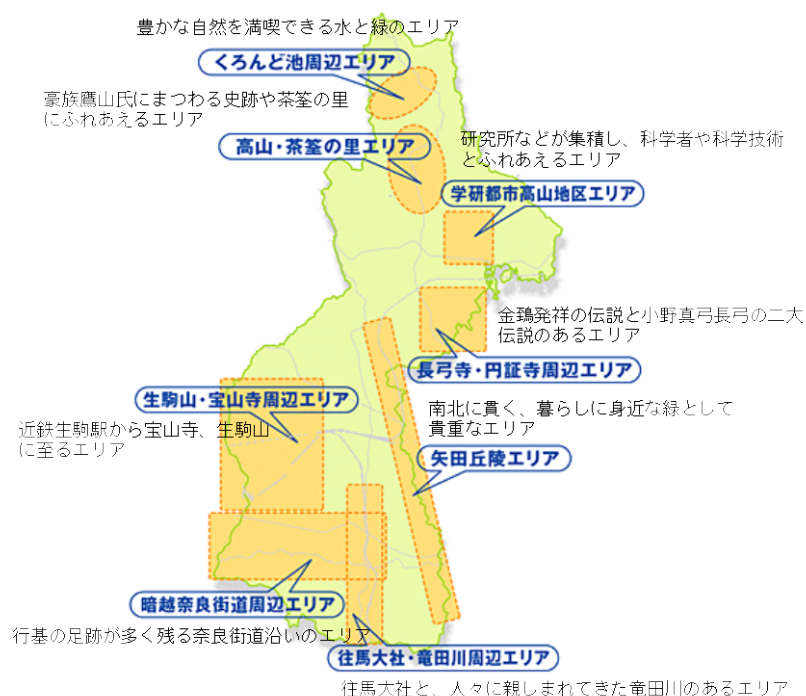 豊かな自然を満喫できる水と緑のエリア
くろんど池周辺エリア
豪族鷹山氏にまつわる史跡や茶筌の里
にふれあえるエリア
高山・茶筌の里エリア
研究所などが集積し、科学者や科学技術
とふれあえるエリア
学研都市高山地区エリア
金鵄発祥の伝説と小野真弓長弓の二大
伝説のあるエリア
長弓寺・円証寺周辺エリア
生駒山・宝山寺周辺エリア
近鉄生駒駅から宝山寺、生駒山
に至るエリア
南北に貫く、暮らしに身近な緑として
貴重なエリア
矢田丘陵エリア
暗越奈良街道周辺エリア
行基の足跡が多く残る奈良街道沿いのエリア
往馬大社・竜田川周辺エリア
往馬大社と、人々に親しまれてきた竜田川のあるエリア